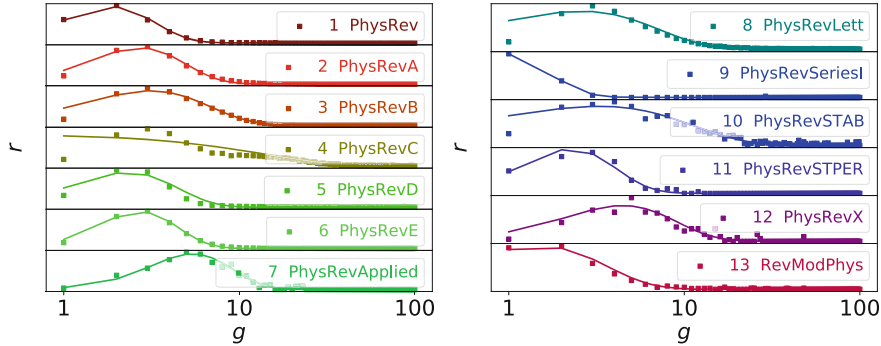 r
1 PhysRev
2 PhysRevA
3 PhysRevB
4 PhysRevC
5 PhysRevD
6 PhysRevE
7 PhysRevApplied
1 10 100
g
r
8 PhysRevLett
9 PhysRevSeriesI
10 PhysRevSTAB
11 PhysRevSTPER
12 PhysRevX
13 RevModPhys
1 10 100
g